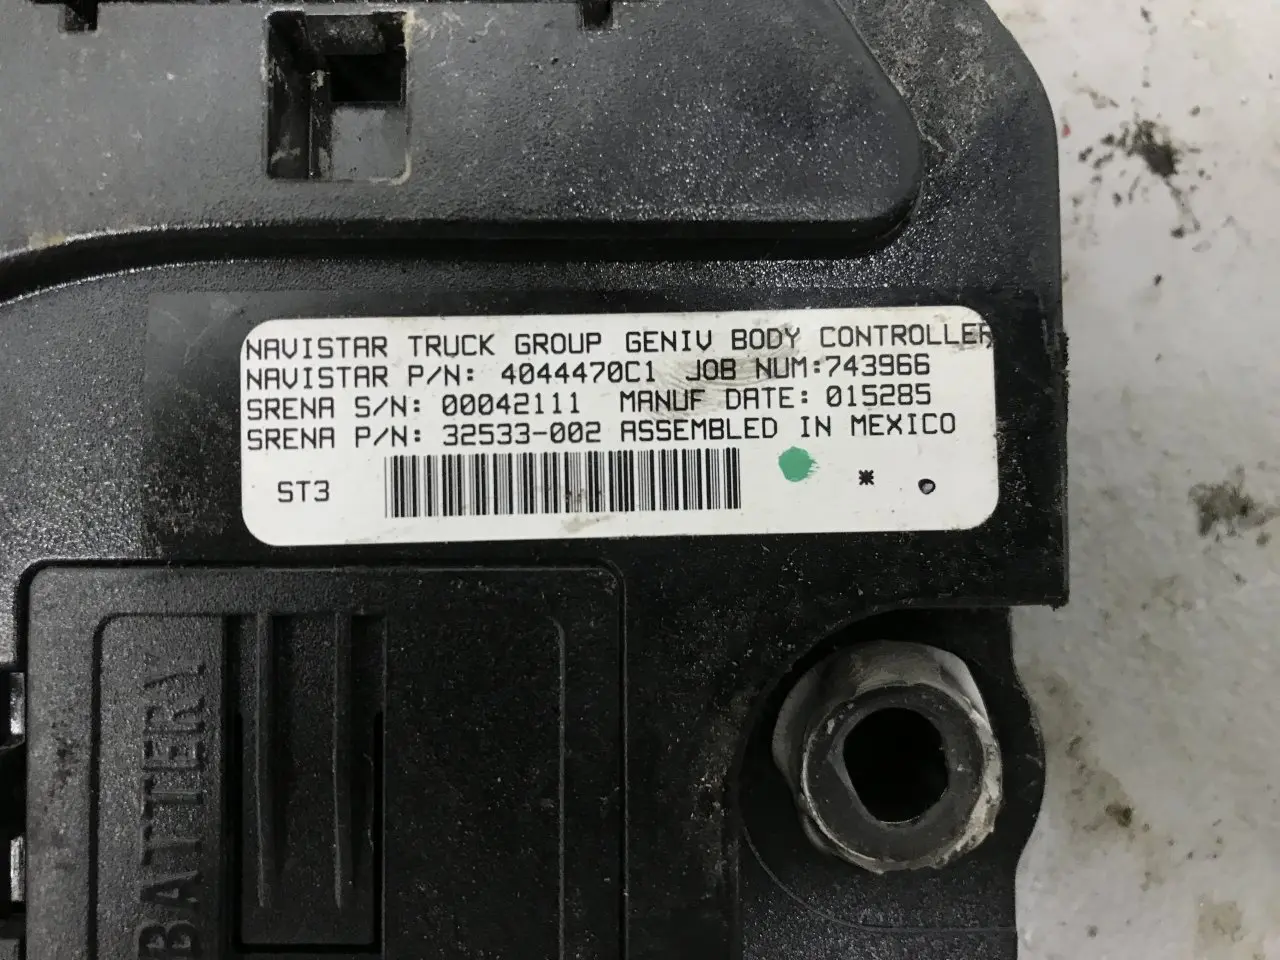 NAVISTAR TRUCK GROUP GENIV BODY CONTROLLER
NAVISTAR P/N: 4044470C1 JOB NUM:743966
SRENA S/N: 00042111 MANUF DATE: 015285
SRENA P/N: 32533-002 ASSEMBLED IN MEXICO
ST3 * .
BATTERY